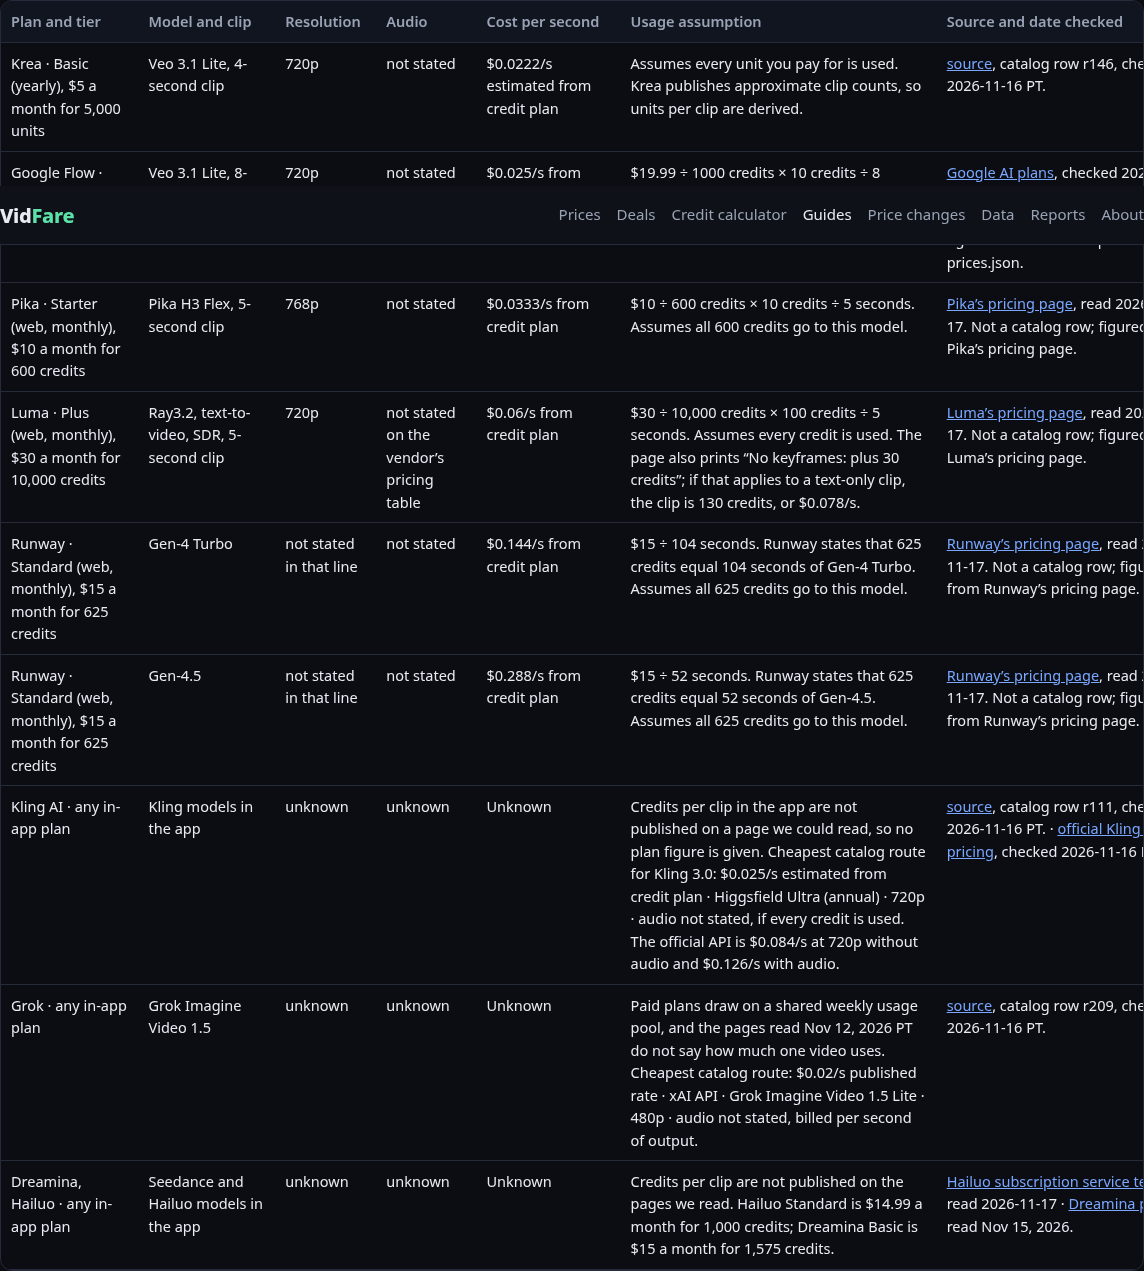 Plan and tier
Model and clip
Resolution
Audio
Cost per second
Usage assumption
Source and date checked
Krea · Basic
(yearly), $5 a
month for 5,000
units
Veo 3.1 Lite, 4-
second clip
720p
not stated
$0.0222/s
estimated from
credit plan
Assumes every unit you pay for is used.
Krea publishes approximate clip counts, so
units per clip are derived.
source, catalog row r146,
2026-11-16 PT.
Google Flow ·
Veo 3.1 Lite, 8-
720p
not stated
$0.025/s from
$19.99 ÷ 1000 credits × 10 credits ÷ 8
Google AI plans, checked
VidFare
Prices
Deals
Credit calculator
Guides
Price changes
Data
Reports
About
prices.json.
Pika · Starter
(web, monthly),
$10 a month for
600 credits
Pika H3 Flex, 5-
second clip
768p
not stated
$0.0333/s from
credit plan
$10 ÷ 600 credits × 10 credits ÷ 5 seconds.
Assumes all 600 credits go to this model.
Pika’s pricing page, read
17. Not a catalog row; figured
Pika’s pricing page.
Luma · Plus
(web, monthly),
$30 a month for
10,000 credits
Ray3.2, text-to-
video, SDR, 5-
second clip
720p
not stated
on the
vendor’s
pricing
table
$0.06/s from
credit plan
$30 ÷ 10,000 credits × 100 credits ÷ 5
seconds. Assumes every credit is used. The
page also prints “No keyframes: plus 30
credits”; if that applies to a text-only clip,
the clip is 130 credits, or $0.078/s.
Luma’s pricing page, read
17. Not a catalog row; figured
Luma’s pricing page.
Runway ·
Standard (web,
monthly), $15 a
month for 625
credits
Gen-4 Turbo
not stated
in that line
not stated
$0.144/s from
credit plan
$15 ÷ 104 seconds. Runway states that 625
credits equal 104 seconds of Gen-4 Turbo.
Assumes all 625 credits go to this model.
Runway’s pricing page, read
11-17. Not a catalog row;
from Runway’s pricing page.
Runway ·
Standard (web,
monthly), $15 a
month for 625
credits
Gen-4.5
not stated
in that line
not stated
$0.288/s from
credit plan
$15 ÷ 52 seconds. Runway states that 625
credits equal 52 seconds of Gen-4.5.
Assumes all 625 credits go to this model.
Runway’s pricing page, read
11-17. Not a catalog row;
from Runway’s pricing page.
Kling AI · any in-
app plan
Kling models in
the app
unknown
unknown
Unknown
Credits per clip in the app are not
published on a page we could read, so no
plan figure is given. Cheapest catalog route
for Kling 3.0: $0.025/s estimated from
credit plan · Higgsfield Ultra (annual) · 720p
· audio not stated, if every credit is used.
The official API is $0.084/s at 720p without
audio and $0.126/s with audio.
source, catalog row r111,
2026-11-16 PT. · official Kling
pricing, checked 2026-11-16
Grok · any in-app
plan
Grok Imagine
Video 1.5
unknown
unknown
Unknown
Paid plans draw on a shared weekly usage
pool, and the pages read Nov 12, 2026 PT
do not say how much one video uses.
Cheapest catalog route: $0.02/s published
rate · xAI API · Grok Imagine Video 1.5 Lite ·
480p · audio not stated, billed per second
of output.
source, catalog row r209,
2026-11-16 PT.
Dreamina,
Hailuo · any in-
app plan
Seedance and
Hailuo models in
the app
unknown
unknown
Unknown
Credits per clip are not published on the
pages we read. Hailuo Standard is $14.99 a
month for 1,000 credits; Dreamina Basic is
$15 a month for 1,575 credits.
Hailuo subscription service
read 2026-11-17 · Dreamina
read Nov 15, 2026.